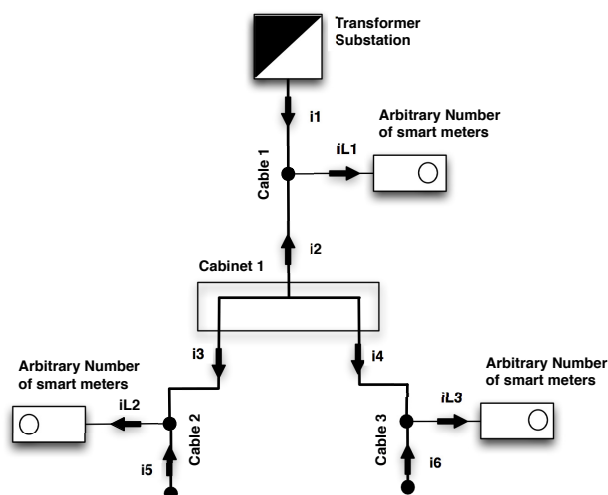 Transformer
Substation
i1
Arbitrary Number
of smart meters
iL1
Cable 1
i2
Cabinet 1
i3
i4
Arbitrary Number
of smart meters
Arbitrary Number
of smart meters
iL2
iL3
Cable 2
Cable 3
i5
i6